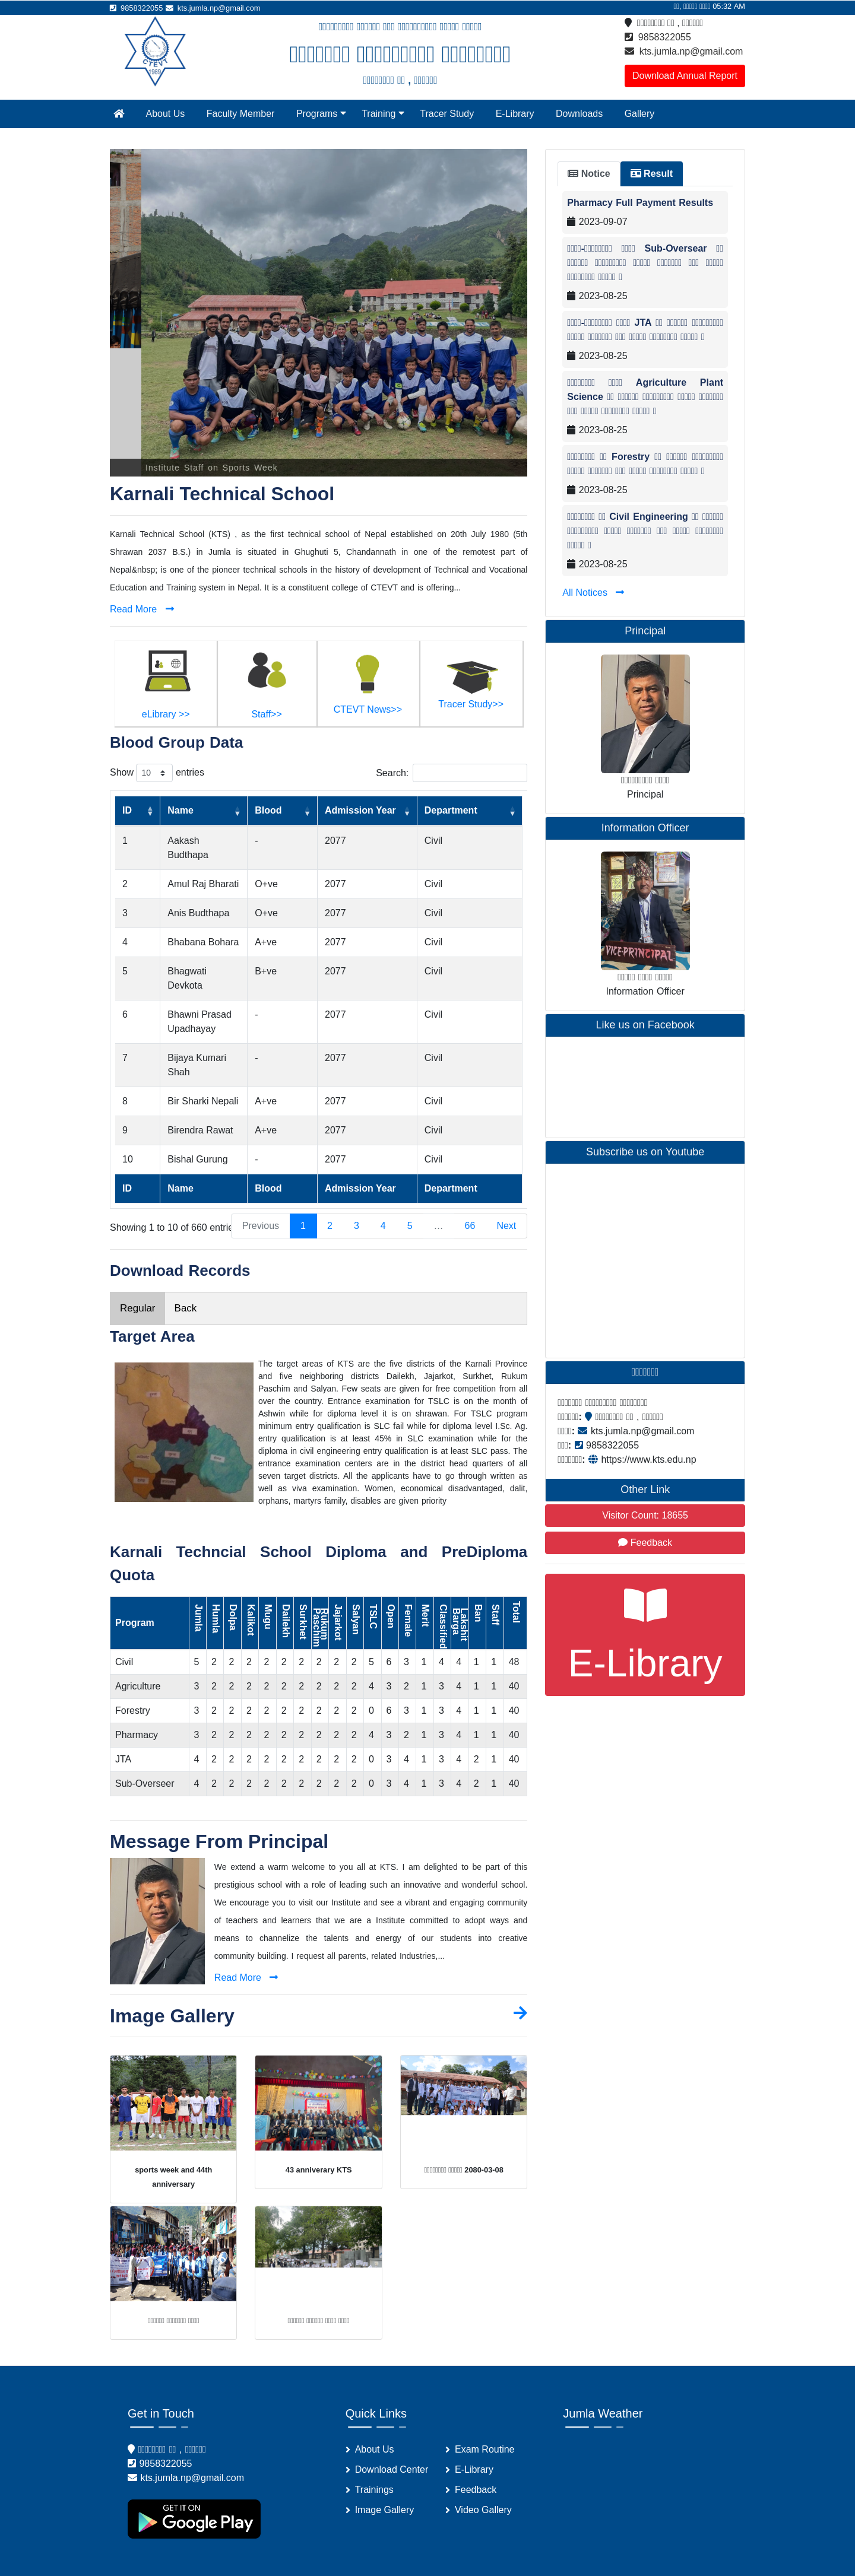 9858322055 kts.jumla.np@gmail.com
05:32 AM
CTEVT
1989
9858322055
kts.jumla.np@gmail.com
Download Annual Report
About Us Faculty Member Programs Training Tracer Study E-Library Downloads Gallery
Institute Staff on Sports Week
Karnali Technical School
Karnali Technical School (KTS) , as the first technical school of Nepal established on 20th July 1980 (5th
Shrawan 2037 B.S.) in Jumla is situated in Ghughuti 5, Chandannath in one of the remotest part of
Nepal&nbsp; is one of the pioneer technical schools in the history of development of Technical and Vocational
Education and Training system in Nepal. It is a constituent college of CTEVT and is offering...
Read More
eLibrary >>
Staff>>
CTEVT News>>
Tracer Study>>
Blood Group Data
Show 10 entries Search:
ID Name Blood Admission Year Department
1 Aakash Budthapa - 2077 Civil
2 Amul Raj Bharati O+ve 2077 Civil
3 Anis Budthapa O+ve 2077 Civil
4 Bhabana Bohara A+ve 2077 Civil
5 Bhagwati Devkota B+ve 2077 Civil
6 Bhawni Prasad Upadhayay - 2077 Civil
7 Bijaya Kumari Shah - 2077 Civil
8 Bir Sharki Nepali A+ve 2077 Civil
9 Birendra Rawat A+ve 2077 Civil
10 Bishal Gurung - 2077 Civil
ID Name Blood Admission Year Department
Showing 1 to 10 of 660 entrie Previous 1 2 3 4 5 … 66 Next
Download Records
Regular Back
Target Area
The target areas of KTS are the five districts of the Karnali Province
and five neighboring districts Dailekh, Jajarkot, Surkhet, Rukum
Paschim and Salyan. Few seats are given for free competition from all
over the country. Entrance examination for TSLC is on the month of
Ashwin while for diploma level it is on shrawan. For TSLC program
minimum entry qualification is SLC fail while for diploma level I.Sc. Ag.
entry qualification is at least 45% in SLC examination while for the
diploma in civil engineering entry qualification is at least SLC pass. The
entrance examination centers are in the district head quarters of all
seven target districts. All the applicants have to go through written as
well as viva examination. Women, economical disadvantaged, dalit,
orphans, martyrs family, disables are given priority
Karnali Techncial School Diploma and PreDiploma
Quota
Program Jumla Humla Dolpa Kalikot Mugu Dailekh Surkhet Rukum Paschim Jajarkot Salyan TSLC Open Female Merit Classified Lakshit Barga Ban Staff Total
Civil 5 2 2 2 2 2 2 2 2 2 5 6 3 1 4 4 1 1 48
Agriculture 3 2 2 2 2 2 2 2 2 2 4 3 2 1 3 4 1 1 40
Forestry 3 2 2 2 2 2 2 2 2 2 0 6 3 1 3 4 1 1 40
Pharmacy 3 2 2 2 2 2 2 2 2 2 4 3 2 1 3 4 1 1 40
JTA 4 2 2 2 2 2 2 2 2 2 0 3 4 1 3 4 2 1 40
Sub-Overseer 4 2 2 2 2 2 2 2 2 2 0 3 4 1 3 4 2 1 40
Message From Principal
We extend a warm welcome to you all at KTS. I am delighted to be part of this
prestigious school with a role of leading such an innovative and wonderful school.
We encourage you to visit our Institute and see a vibrant and engaging community
of teachers and learners that we are a Institute committed to adopt ways and
means to channelize the talents and energy of our students into creative
community building. I request all parents, related Industries,...
Read More
Image Gallery
sports week and 44th
anniversary
43 anniverary KTS
2080-03-08
Notice Result
Pharmacy Full Payment Results
2023-09-07
Sub-Oversear
2023-08-25
JTA
2023-08-25
Agriculture Plant
Science
2023-08-25
Forestry
2023-08-25
Civil Engineering
2023-08-25
All Notices
Principal
Principal
Information Officer
VICE-PRINCIPAL
Information Officer
Like us on Facebook
Subscribe us on Youtube
kts.jumla.np@gmail.com
9858322055
https://www.kts.edu.np
Other Link
Visitor Count: 18655
Feedback
E-Library
Get in Touch
9858322055
kts.jumla.np@gmail.com
GET IT ON
Google Play
Quick Links
About Us Exam Routine
Download Center E-Library
Trainings Feedback
Image Gallery Video Gallery
Jumla Weather